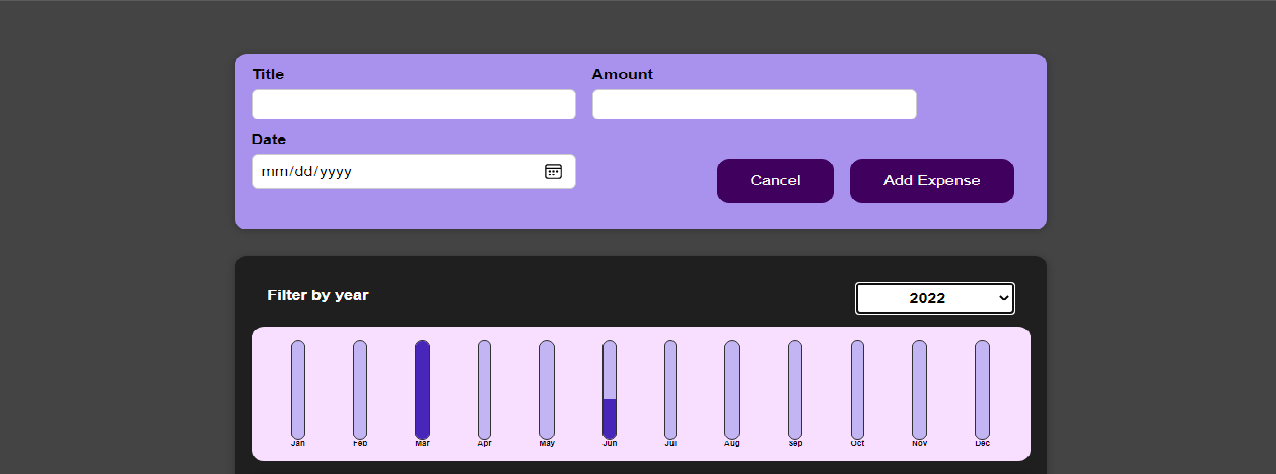 Title Amount
Date
mm/dd/yyyy
Cancel Add Expense
Filter by year 2022
Jan Feb Mar Apr May Jun Jul Aug Sep Oct Nov Dec